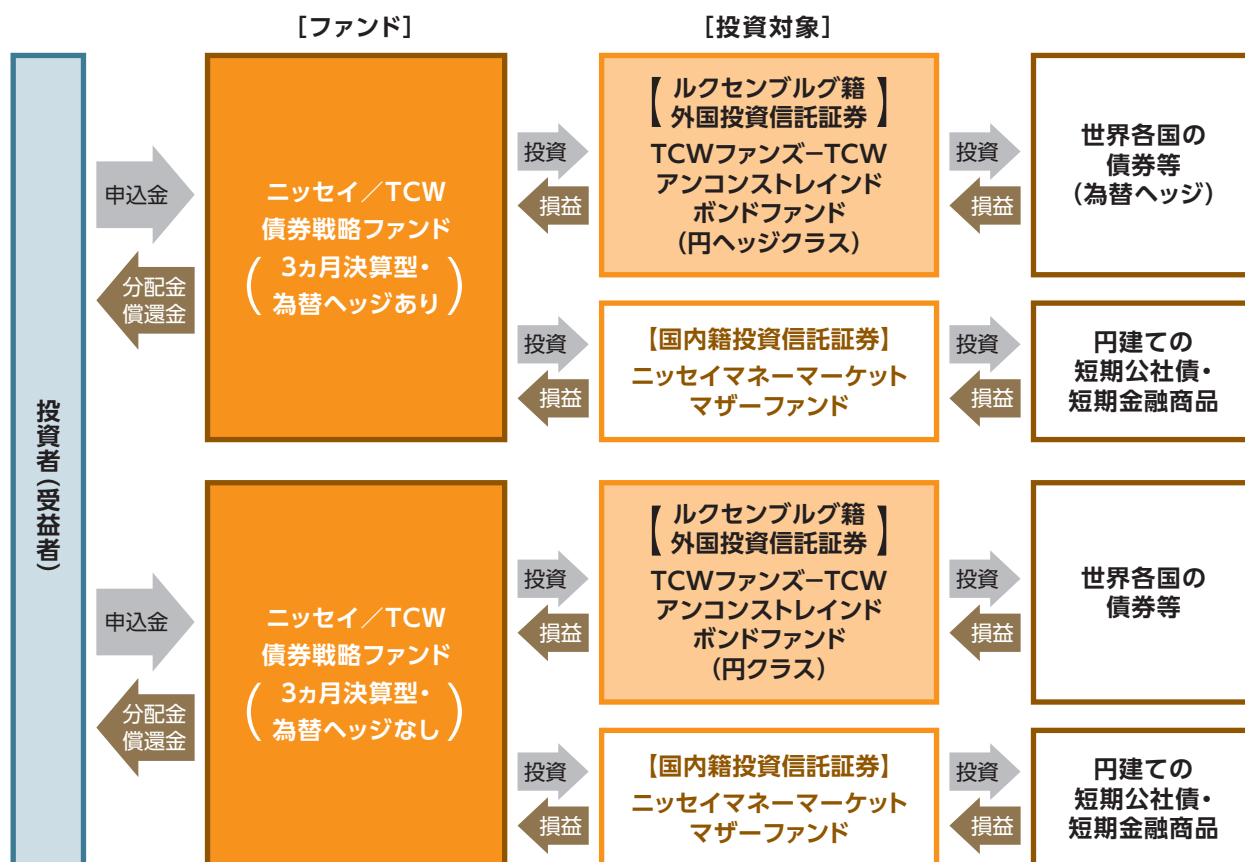 ［ファンド］
［投資対象］
投資者（受益者）
申込金
分配金
償還金
ニッセイ／TCW
債券戦略ファンド
（3ヵ月決算型・
為替ヘッジあり）
投資
損益
【ルクセンブルグ籍
外国投資信託証券】
TCWファンズーTCW
アンコンストレインド
ボンドファンド
（円ヘッジクラス）
投資
損益
世界各国の
債券等
（為替ヘッジ）
投資
損益
【国内籍投資信託証券】
ニッセイマネーマーケット
マザーファンド
投資
損益
円建ての
短期公社債・
短期金融商品
申込金
分配金
償還金
ニッセイ／TCW
債券戦略ファンド
（3ヵ月決算型・
為替ヘッジなし）
投資
損益
【ルクセンブルグ籍
外国投資信託証券】
TCWファンズーTCW
アンコンストレインド
ボンドファンド
（円クラス）
投資
損益
世界各国の
債券等
投資
損益
【国内籍投資信託証券】
ニッセイマネーマーケット
マザーファンド
投資
損益
円建ての
短期公社債・
短期金融商品